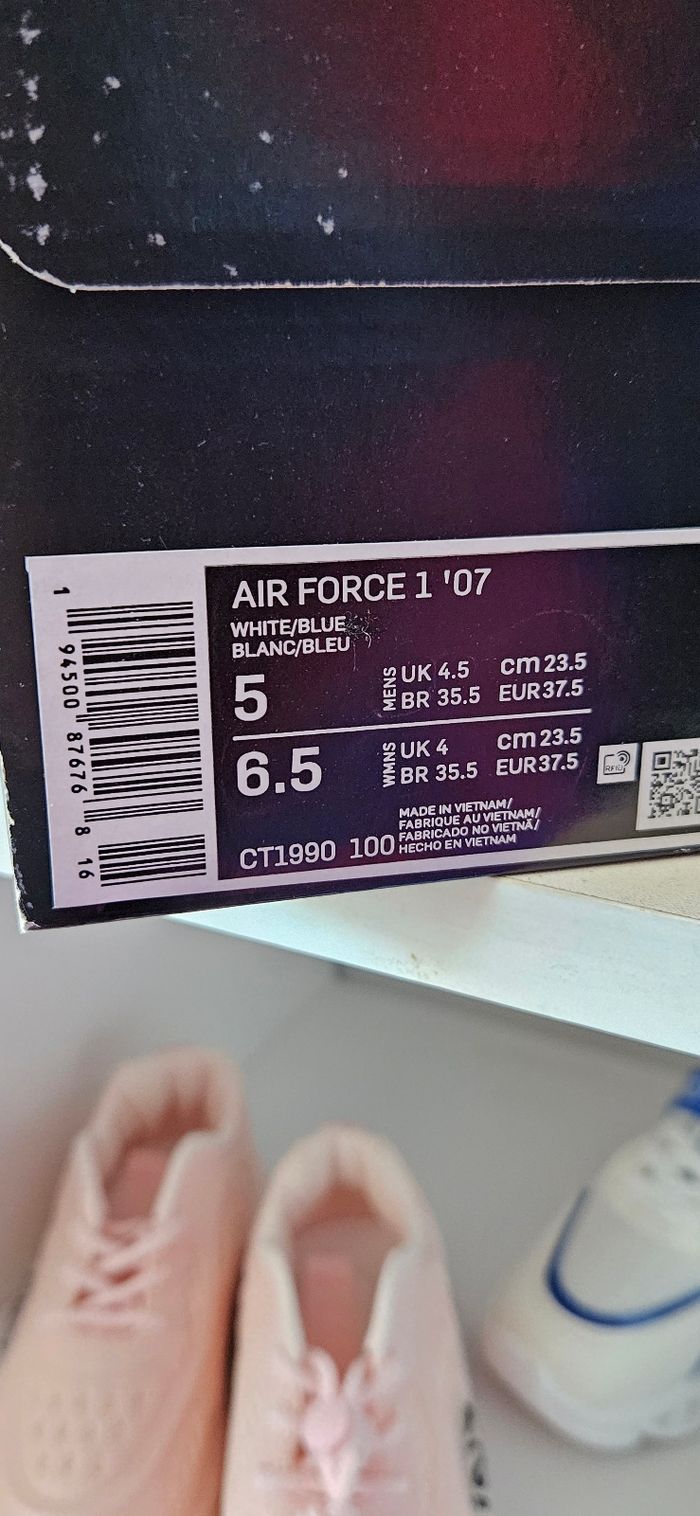 AIR FORCE 1 '07
WHITE/BLUE
BLANC/BLEU
5
MENS
UK 4.5 cm 23.5
BR 35.5 EUR 37.5
6.5
WMNS
UK 4 cm 23.5
BR 35.5 EUR 37.5
RFID
CT1990 100
MADE IN VIETNAM/
FABRIQUE AU VIETNAM/
FABRICADO NO VIETNÃ/
HECHO EN VIETNAM
1 94500 87676 8 16